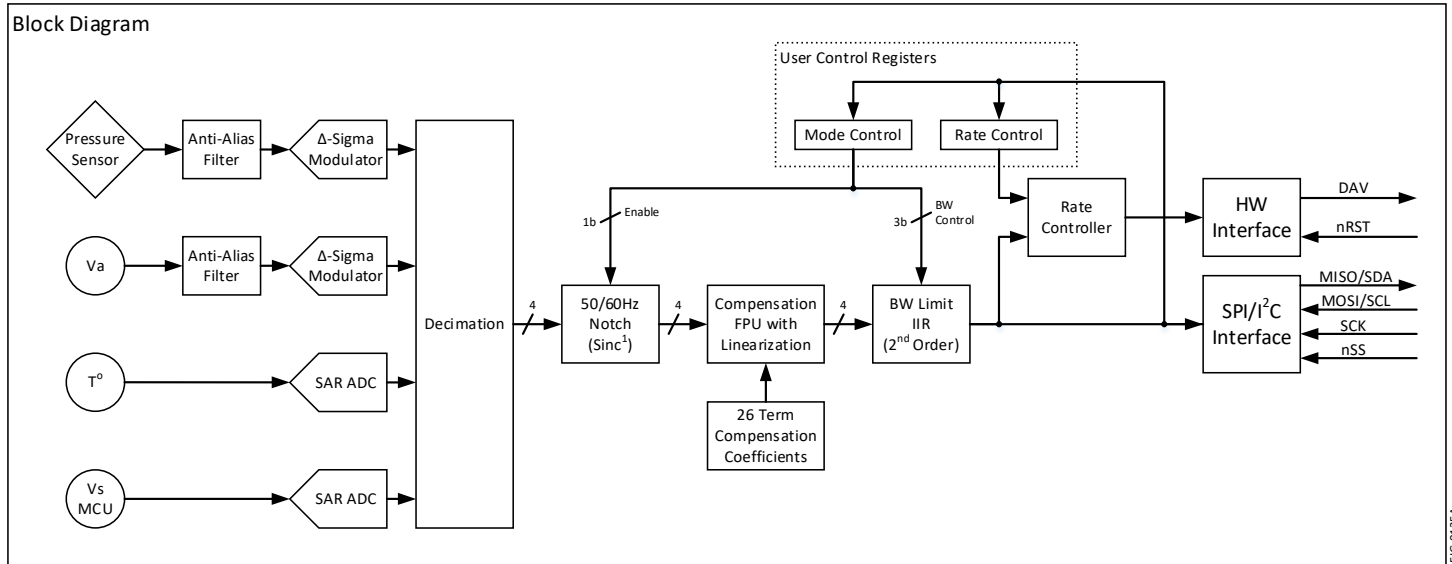 Block Diagram
User Control Registers
Mode Control
Rate Control
Pressure
Sensor
Anti-Alias
Filter
Δ-Sigma
Modulator
Va
Anti-Alias
Filter
Δ-Sigma
Modulator
T°
SAR ADC
Vs
MCU
SAR ADC
Decimation
4
1b
Enable
50/60Hz
Notch
(Sinc¹)
4
Compensation
FPU with
Linearization
26 Term
Compensation
Coefficients
4
3b
BW
Control
BW Limit
IIR
(2nd Order)
Rate
Controller
HW
Interface
DAV
nRST
SPI/I²C
Interface
MISO/SDA
MOSI/SCL
SCK
nSS